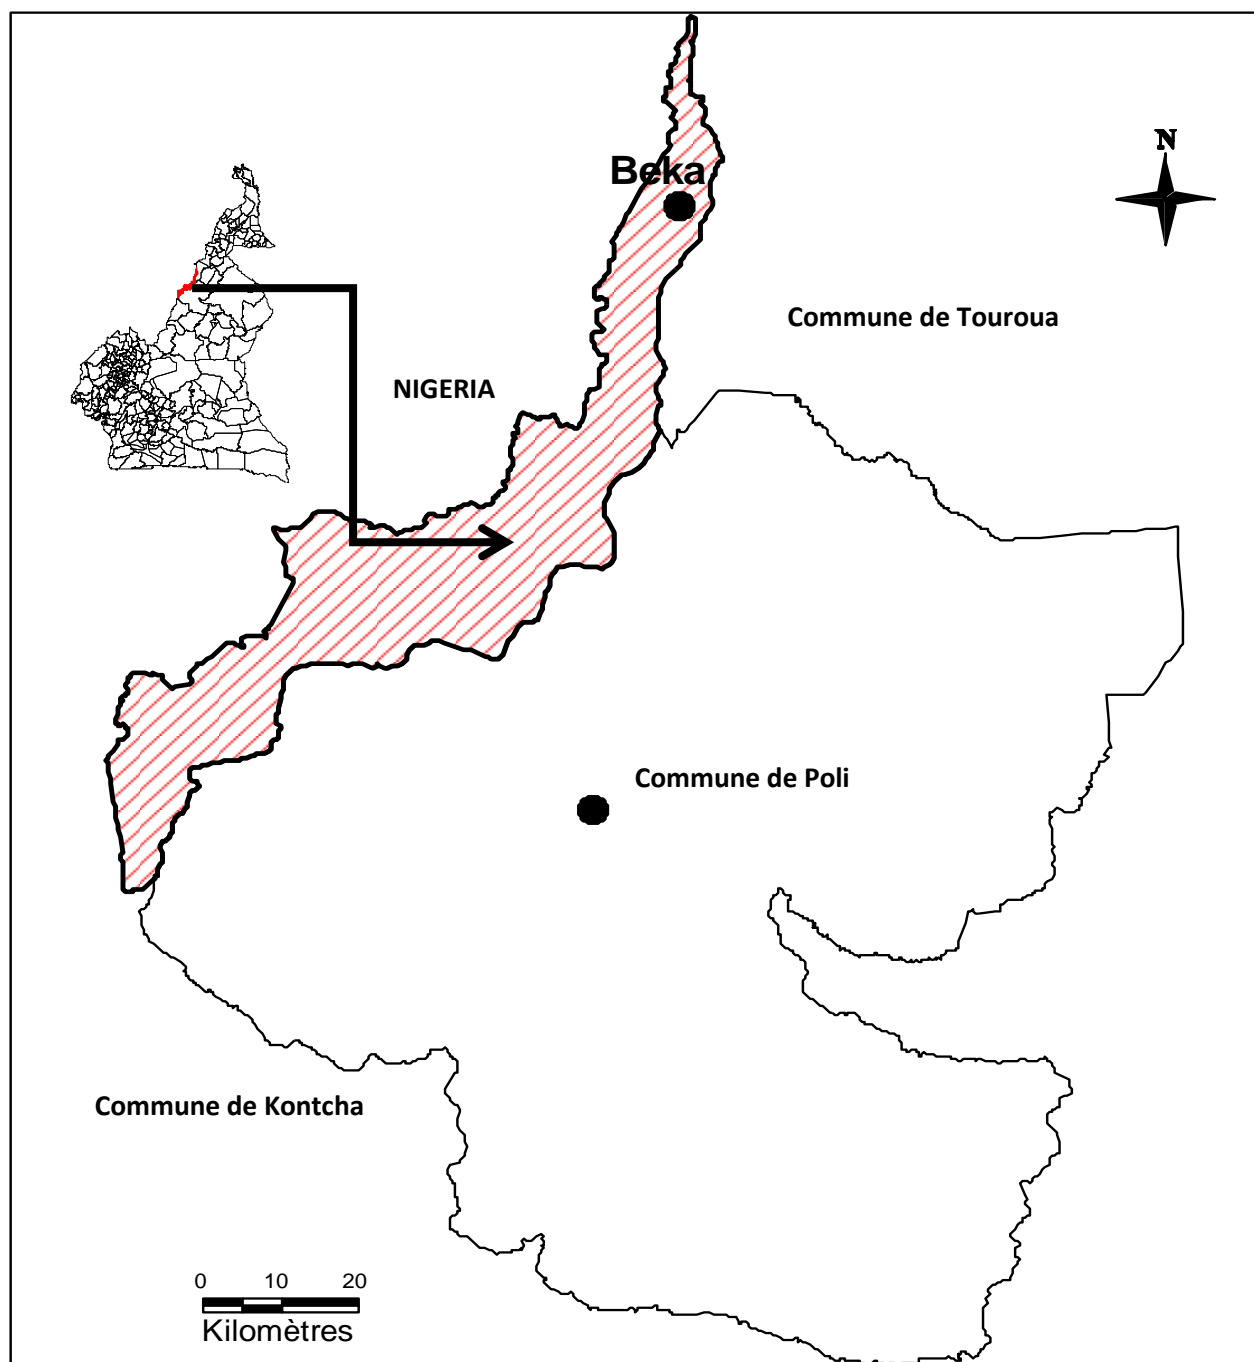 N
Beka
Commune de Touroua
NIGERIA
Commune de Poli
Commune de Kontcha
0 10 20
Kilomètres